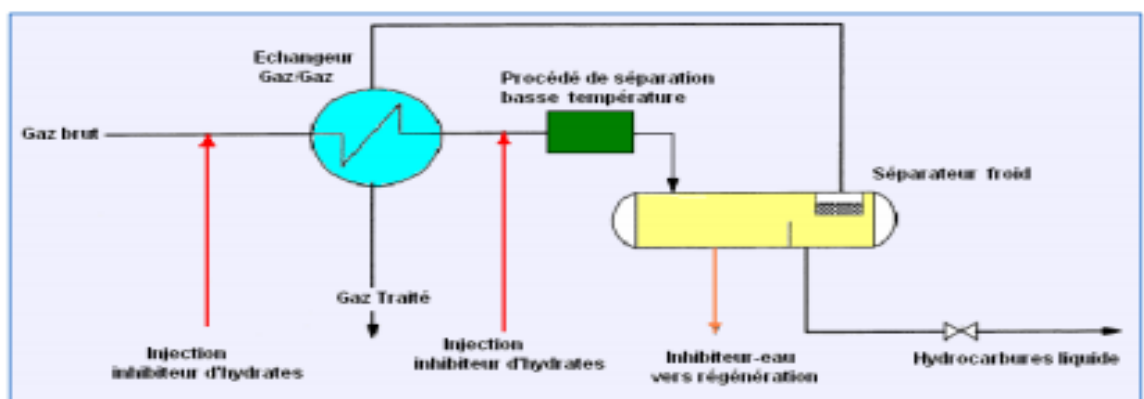 Echangeur
Gaz/Gaz
Procédé de séparation
basse température
Gaz brut
Séparateur froid
Gaz Traité
Injection
inhibiteur d'hydrates
Injection
inhibiteur d'hydrates
Inhibiteur-eau
vers régénération
Hydrocarbures liquide